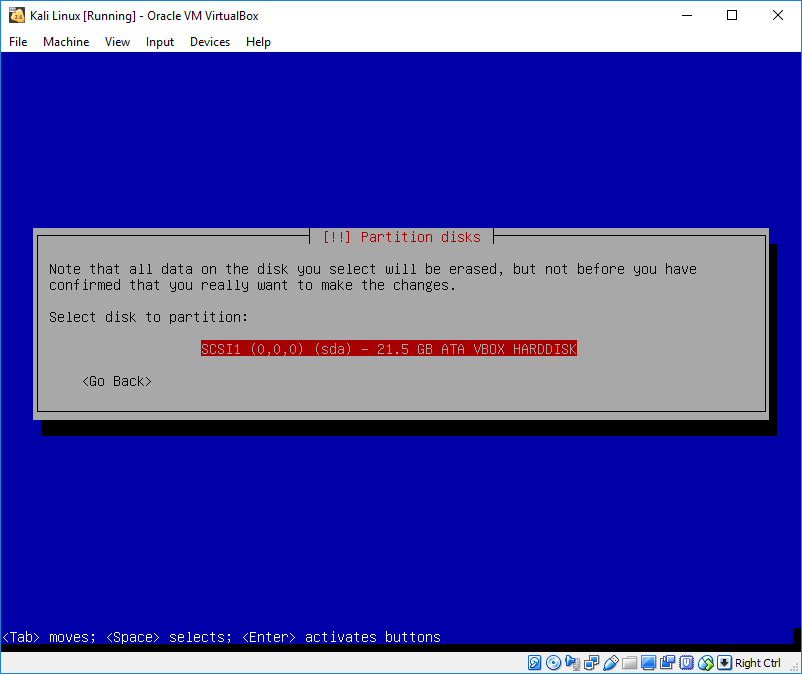 Kali Linux [Running] - Oracle VM VirtualBox
File Machine View Input Devices Help
[!!] Partition disks
Note that all data on the disk you select will be erased, but not before you have
confirmed that you really want to make the changes.
Select disk to partition:
SCSI1 (0,0,0) (sda) - 21.5 GB ATA VBOX HARDDISK
<Go Back>
<Tab> moves; <Space> selects; <Enter> activates buttons
Right Ctrl